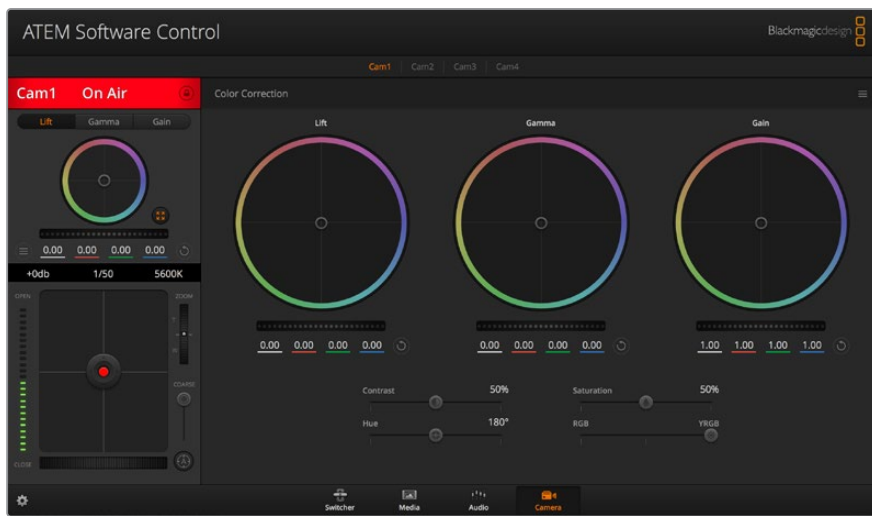 ATEM Software Control
Blackmagicdesign
Cam1 Cam2 Cam3 Cam4
Cam1 On Air
Color Correction
Lift Gamma Gain
Lift Gamma Gain
0.00 0.00 0.00 0.00
+0db 1/50 5600K
OPEN
ZOOM
T
W
COARSE
CLOSE
0.00 0.00 0.00 0.00
0.00 0.00 0.00 0.00
1.00 1.00 1.00 1.00
Contrast 50%
Saturation 50%
Hue 180°
RGB YRGB
Switcher Media Audio Camera